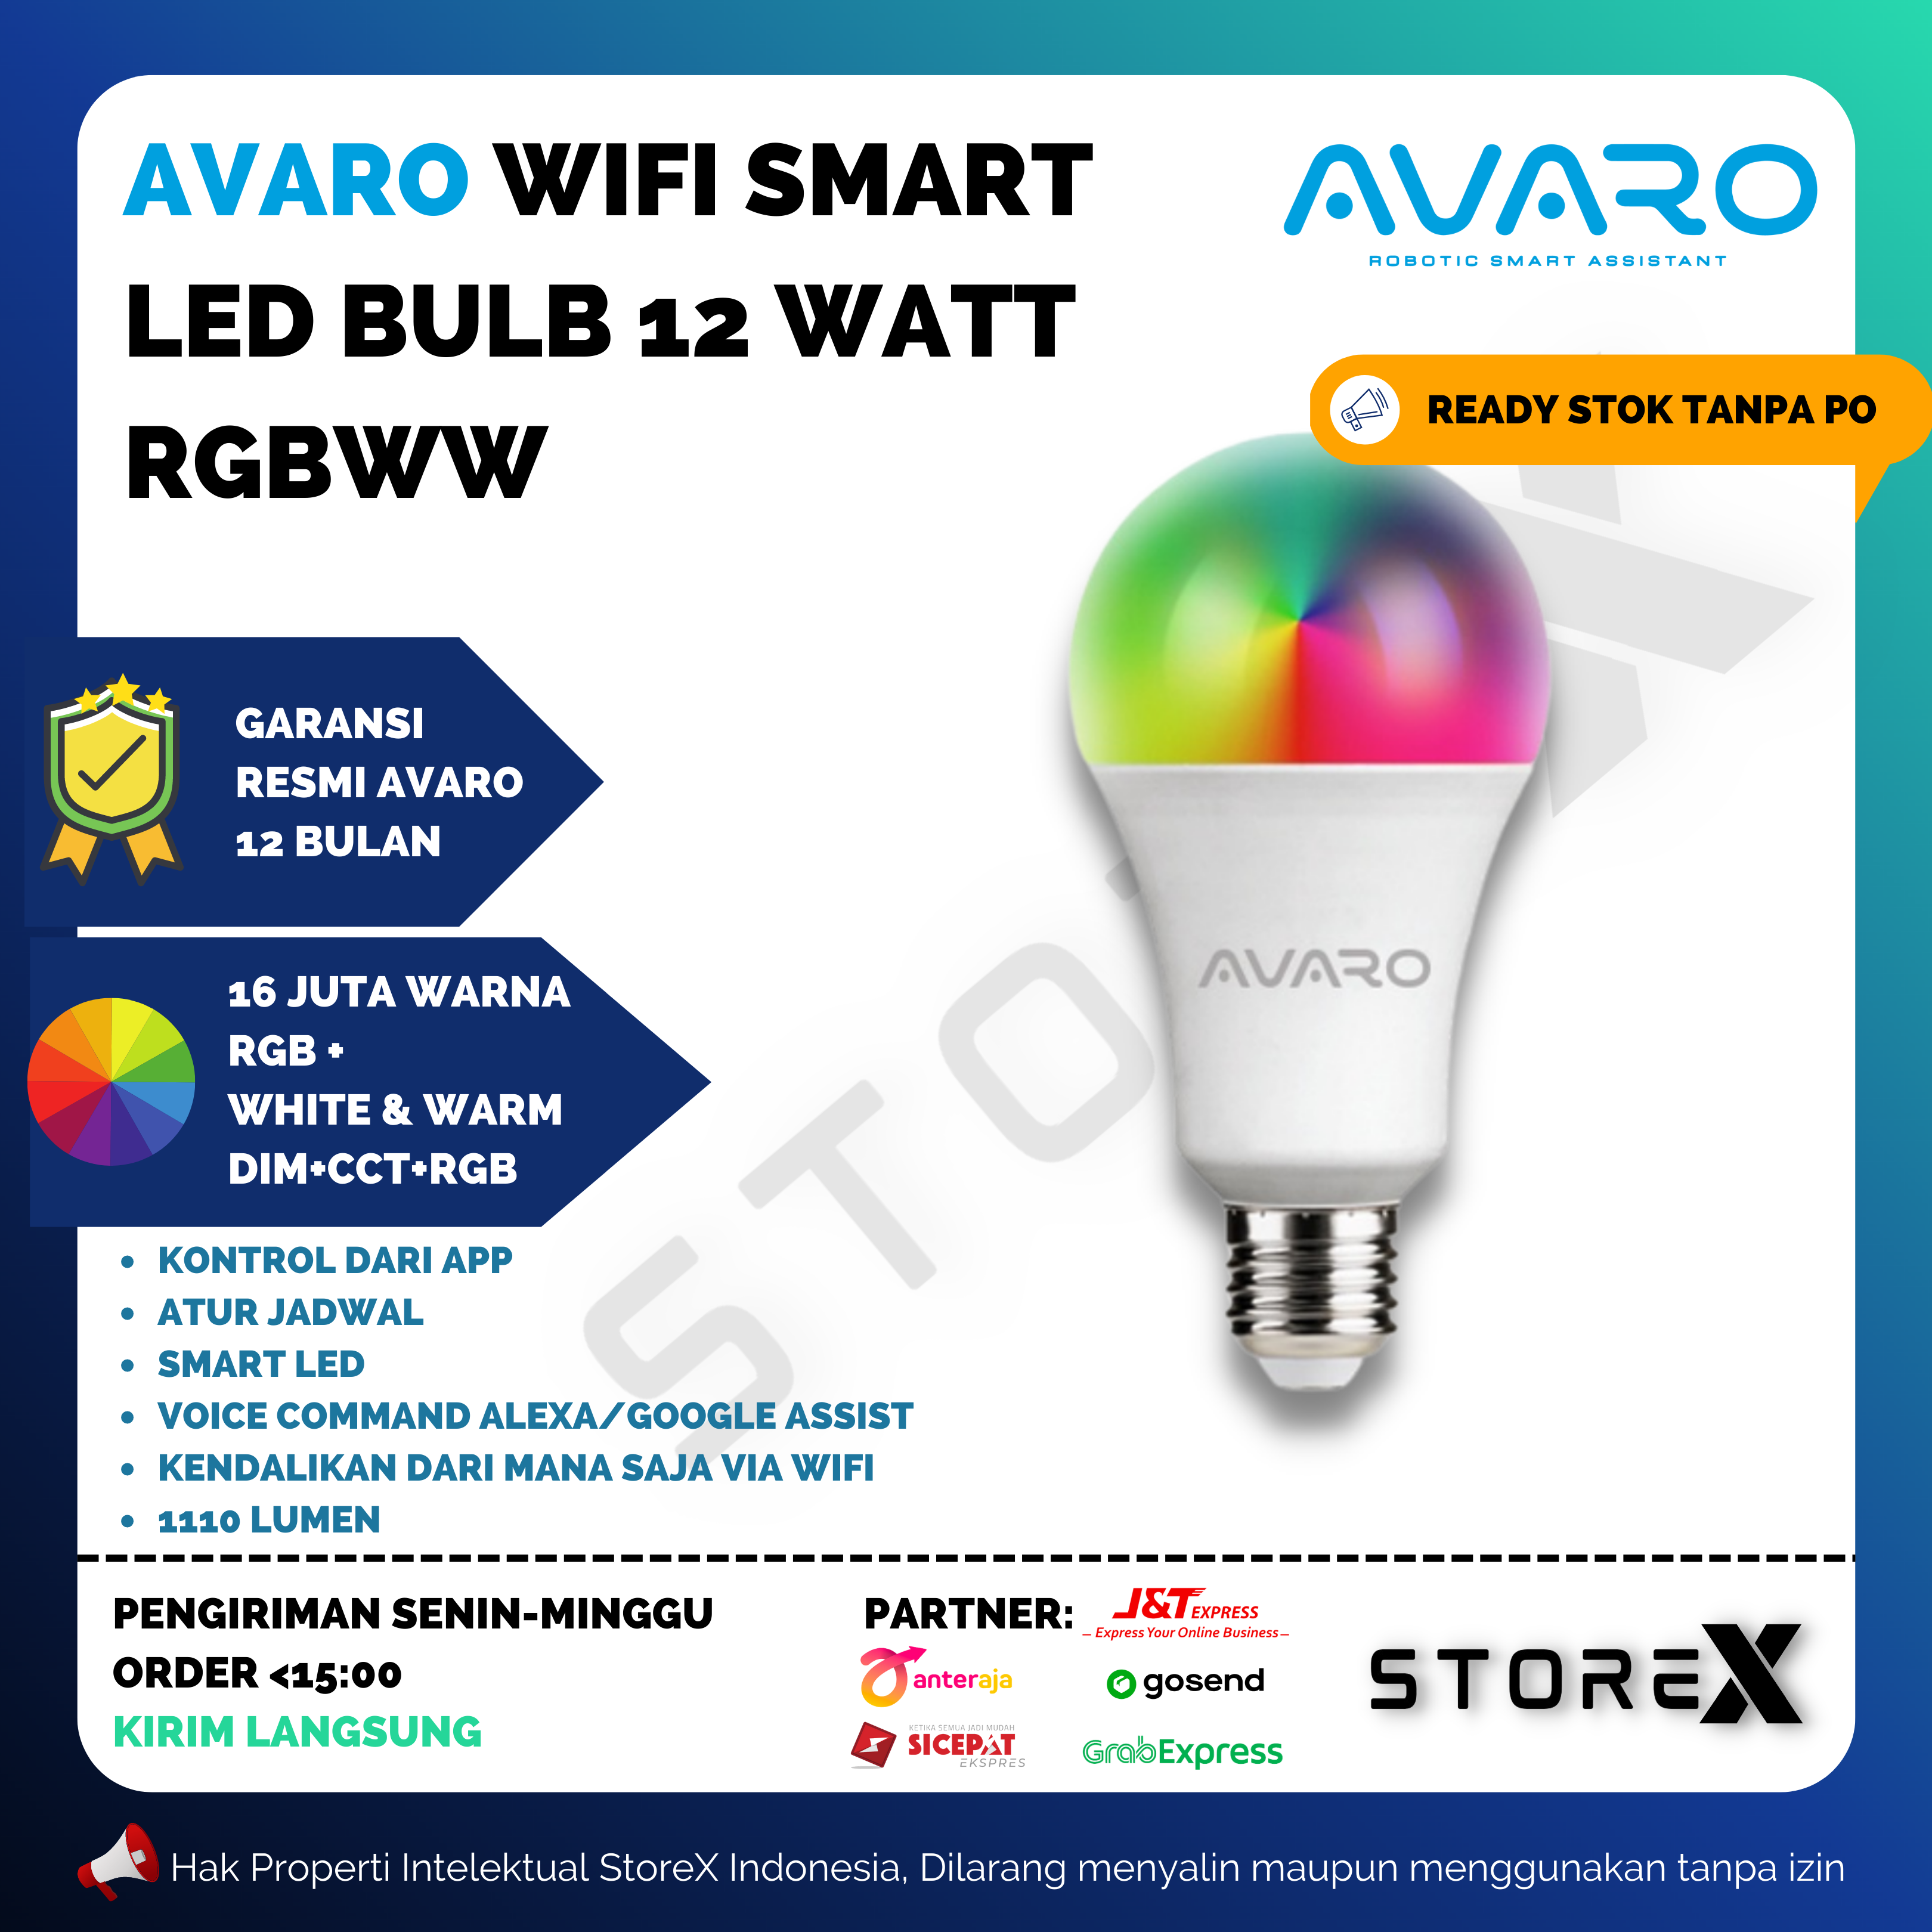 AVARO WIFI SMART
LED BULB 12 WATT
RGBWW
AVARO
ROBOTIC SMART ASSISTANT
READY STOK TANPA PO
GARANSI
RESMI AVARO
12 BULAN
16 JUTA WARNA
RGB +
WHITE & WARM
DIM+CCT+RGB
AVARO
• KONTROL DARI APP
• ATUR JADWAL
• SMART LED
• VOICE COMMAND ALEXA/GOOGLE ASSIST
• KENDALIKAN DARI MANA SAJA VIA WIFI
• 1110 LUMEN
PENGIRIMAN SENIN-MINGGU
ORDER <15:00
KIRIM LANGSUNG
PARTNER:
J&T EXPRESS
Express Your Online Business
anteraja
gosend
KETIKA SEMUA JADI MUDAH
SICEPAT
EKSPRES
GrabExpress
STOREX
Hak Properti Intelektual StoreX Indonesia, Dilarang menyalin maupun menggunakan tanpa izin